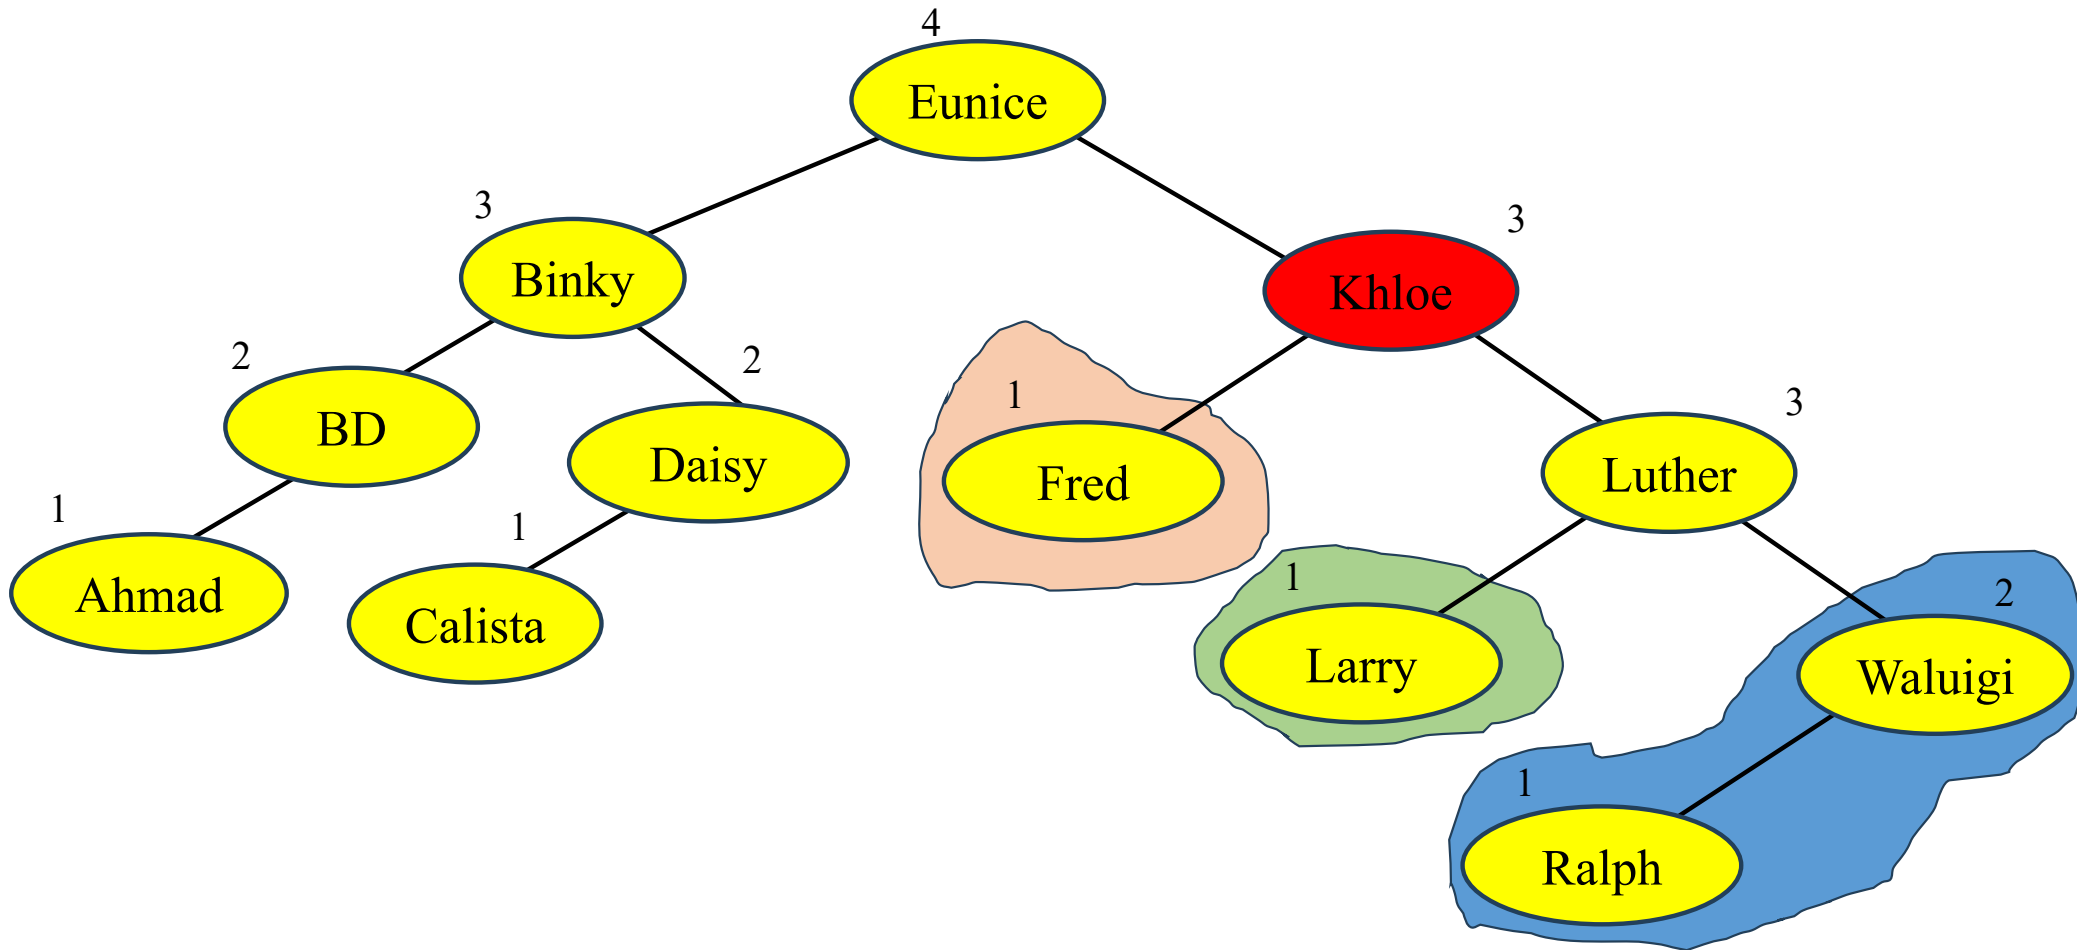 4
Eunice
3
Binky
3
Khloe
2
BD
2
Daisy
1
Fred
3
Luther
1
Ahmad
1
Calista
1
Larry
2
Waluigi
1
Ralph